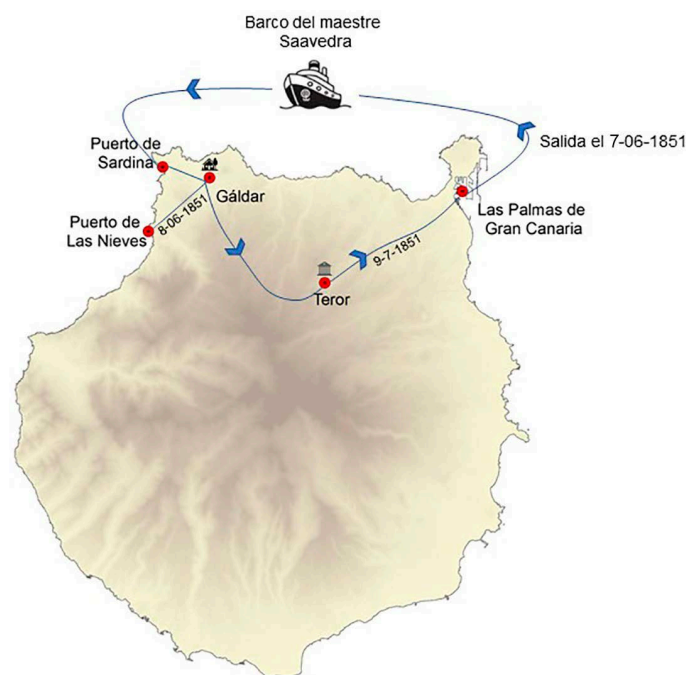 Barco del maestre
Saavedra
Salida el 7-06-1851
Puerto de
Sardina
Gáldar
Las Palmas de
Gran Canaria
Puerto de
Las Nieves
8-06-1851
9-7-1851
Teror